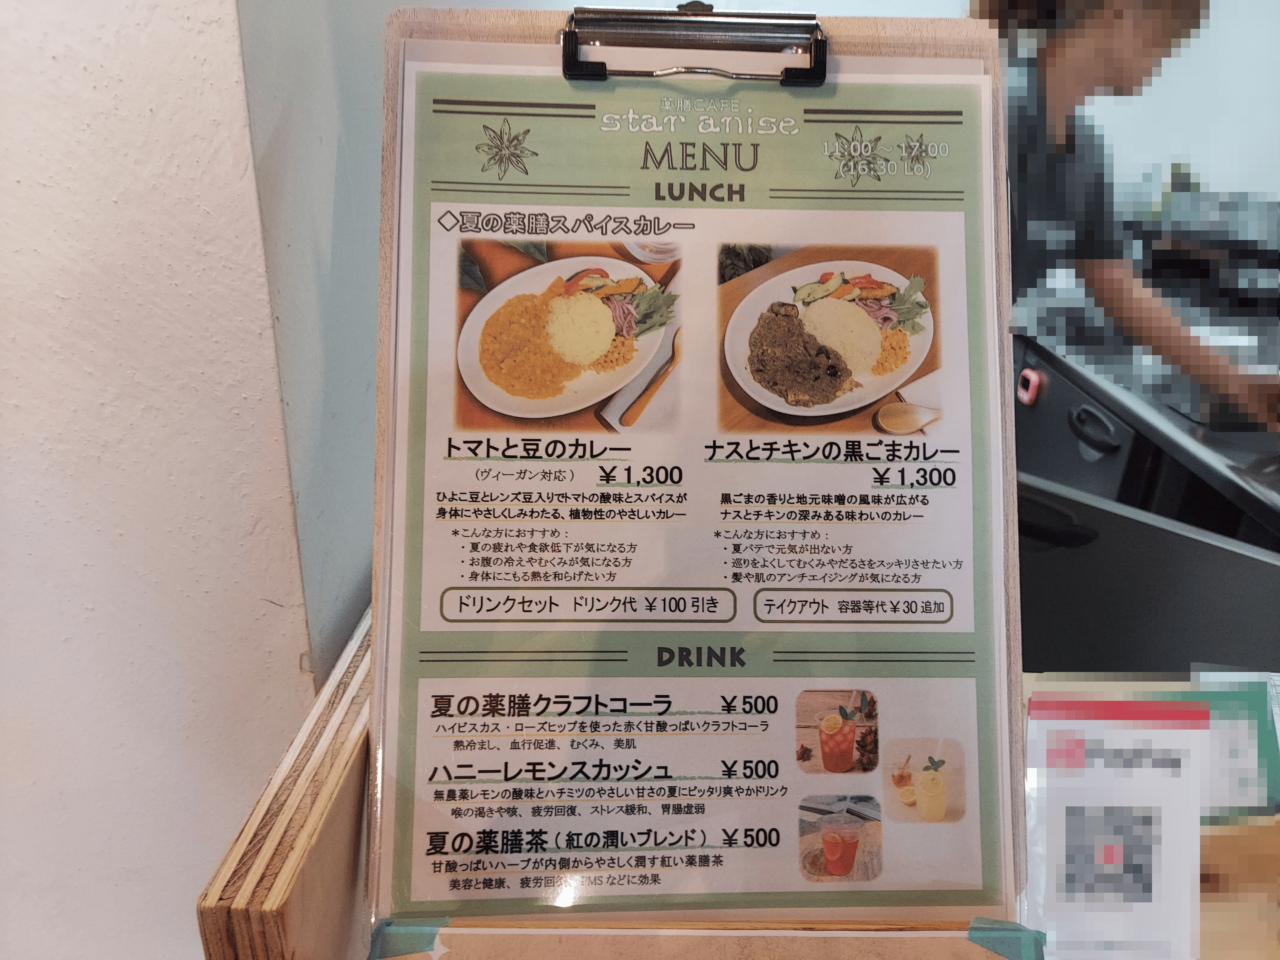 薬膳CAFE
star anise
MENU
11:00 ～ 17:00
(16:30 Lo)
LUNCH
◇夏の薬膳スパイスカレー
トマトと豆のカレー
（ヴィーガン対応） ￥1,300
ひよこ豆とレンズ豆入りでトマトの酸味とスパイスが
身体にやさしくしみわたる、植物性のやさしいカレー
＊こんな方におすすめ：
・夏の疲れや食欲低下が気になる方
・お腹の冷えやむくみが気になる方
・身体にこもる熱を和らげたい方
ナスとチキンの黒ごまカレー
￥1,300
黒ごまの香りと地元味噌の風味が広がる
ナスとチキンの深みある味わいのカレー
＊こんな方におすすめ：
・夏バテで元気が出ない方
・巡りをよくしてむくみやだるさをスッキリさせたい方
・髪や肌のアンチエイジングが気になる方
ドリンクセット ドリンク代 ￥100 引き
テイクアウト 容器等代 ￥30 追加
DRINK
夏の薬膳クラフトコーラ ￥500
ハイビスカス・ローズヒップを使った赤く甘酸っぱいクラフトコーラ
熱冷まし、血行促進、むくみ、美肌
ハニーレモンスカッシュ ￥500
無農薬レモンの酸味とハチミツのやさしい甘さの夏にピッタリ爽やかドリンク
喉の渇きや咳、疲労回復、ストレス緩和、胃腸虚弱
夏の薬膳茶（紅の潤いブレンド） ￥500
甘酸っぱいハーブが内側からやさしく潤す紅い薬膳茶
美容と健康、疲労回 PMS などに効果